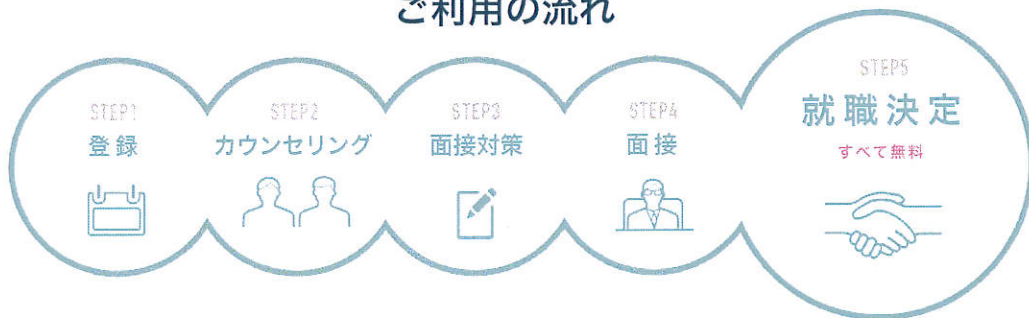 ご利用の流れ
STEP1
登録
STEP2
カウンセリング
STEP3
面接対策
STEP4
面接
STEP5
就職決定
すべて無料